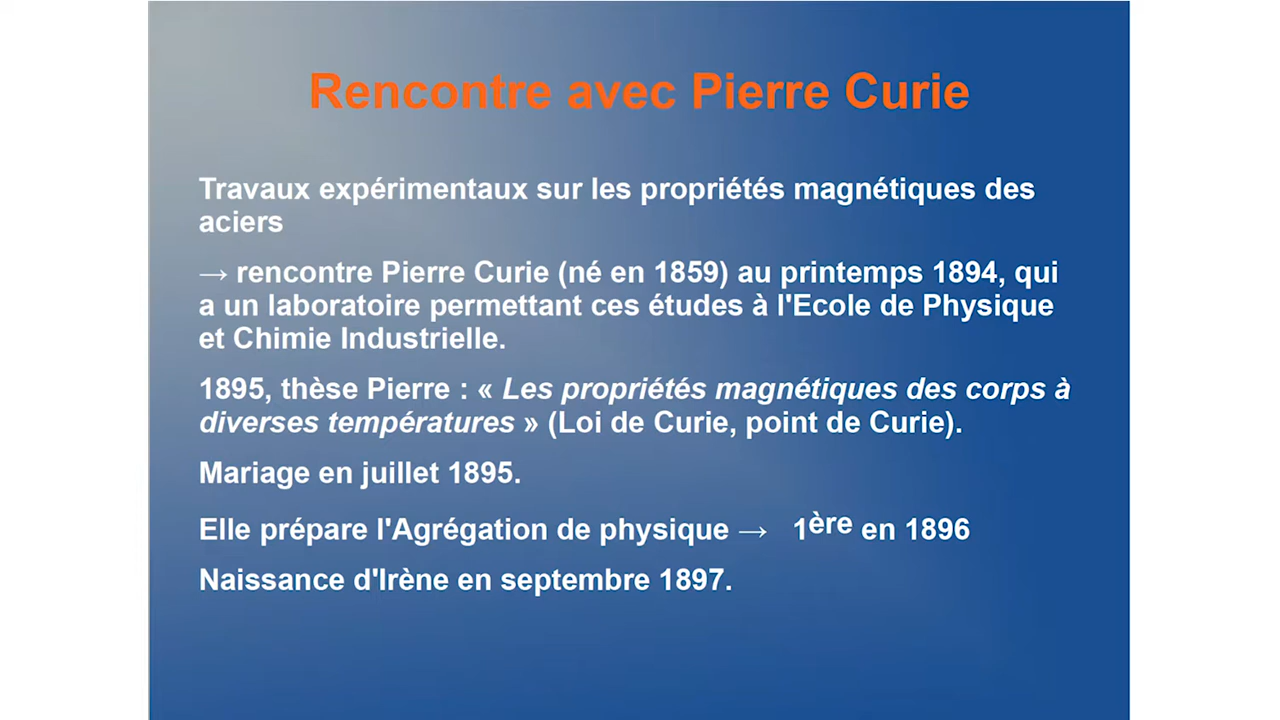 Rencontre avec Pierre Curie
Travaux expérimentaux sur les propriétés magnétiques des
aciers
→ rencontre Pierre Curie (né en 1859) au printemps 1894, qui
a un laboratoire permettant ces études à l'Ecole de Physique
et Chimie Industrielle.
1895, thèse Pierre : « Les propriétés magnétiques des corps à
diverses températures » (Loi de Curie, point de Curie).
Mariage en juillet 1895.
Elle prépare l'Agrégation de physique → 1ère en 1896
Naissance d'Irène en septembre 1897.